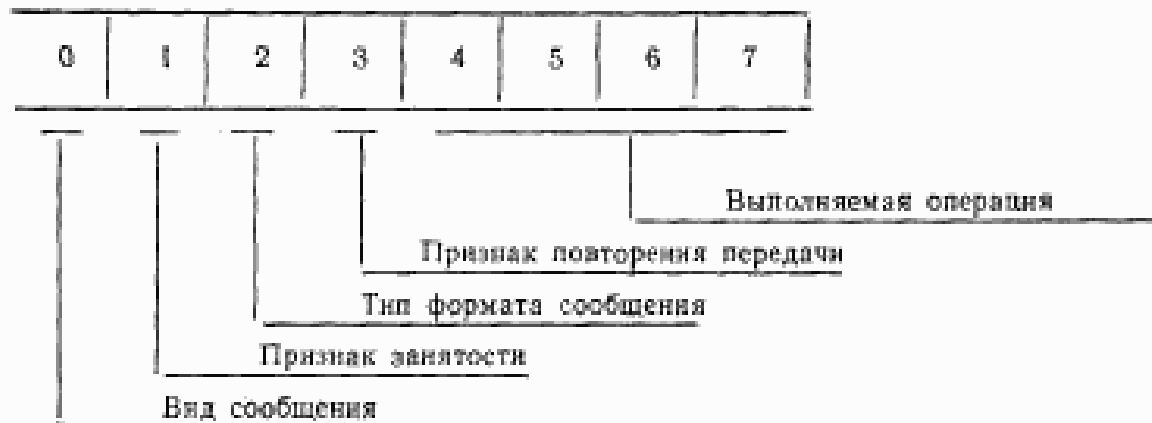 0 1 2 3 4 5 6 7
Выполняемая операция
Признак повторения передачи
Тип формата сообщения
Признак занятости
Вид сообщения